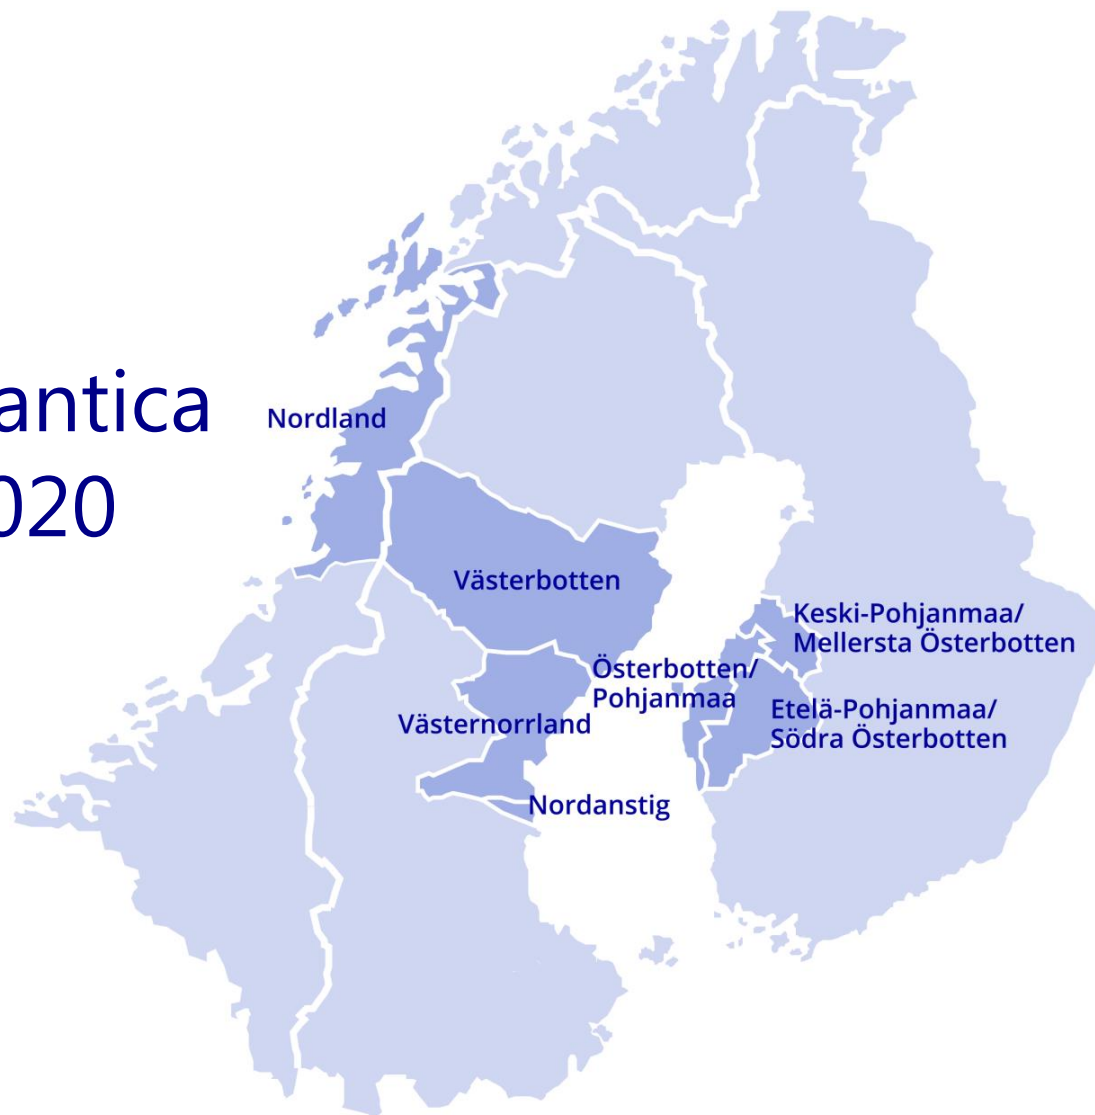 antica
020
Nordland
Västerbotten
Keski-Pohjanmaa/
Mellersta Österbotten
Österbotten/
Pohjanmaa
Etelä-Pohjanmaa/
Södra Österbotten
Västernorrland
Nordanstig